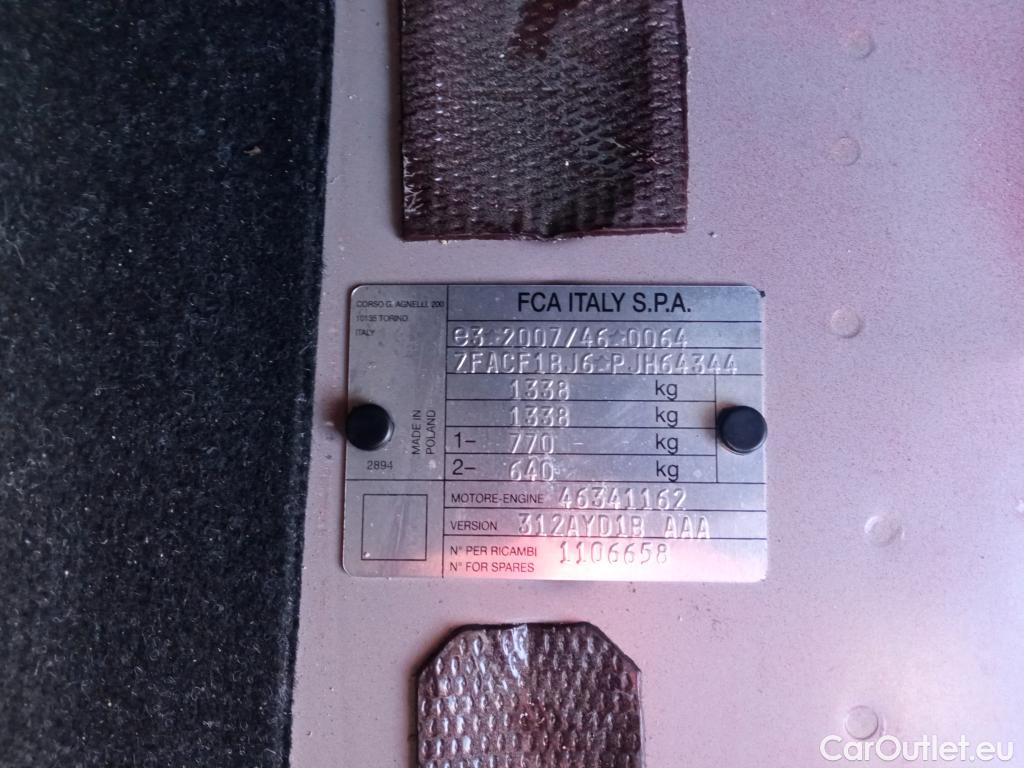 CORSO G. AGNELLI, 200
10135 TORINO
ITALY
FCA ITALY S.P.A.
e3 2007/46 0064
ZFACF1BJ6 PJH64344
1338 kg
1338 kg
1– 770 - kg
2– 640 kg
MADE IN
POLAND
2894
MOTORE-ENGINE 46341162
VERSION 312AYD1B AAA
N° PER RICAMBI 1106658
N° FOR SPARES
CarOutlet.eu